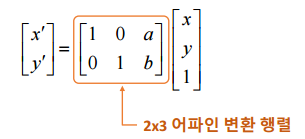 [x′ y′] = [1 0 a; 0 1 b] [x y 1]
2x3 어파인 변환 행렬